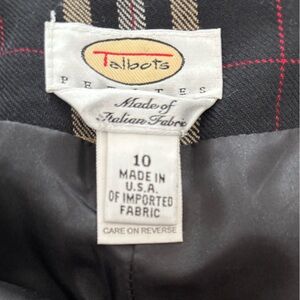 Talbots
PETITES
Made of
Italian Fabric
10
MADE IN
U.S.A.
OF IMPORTED
FABRIC
CARE ON REVERSE